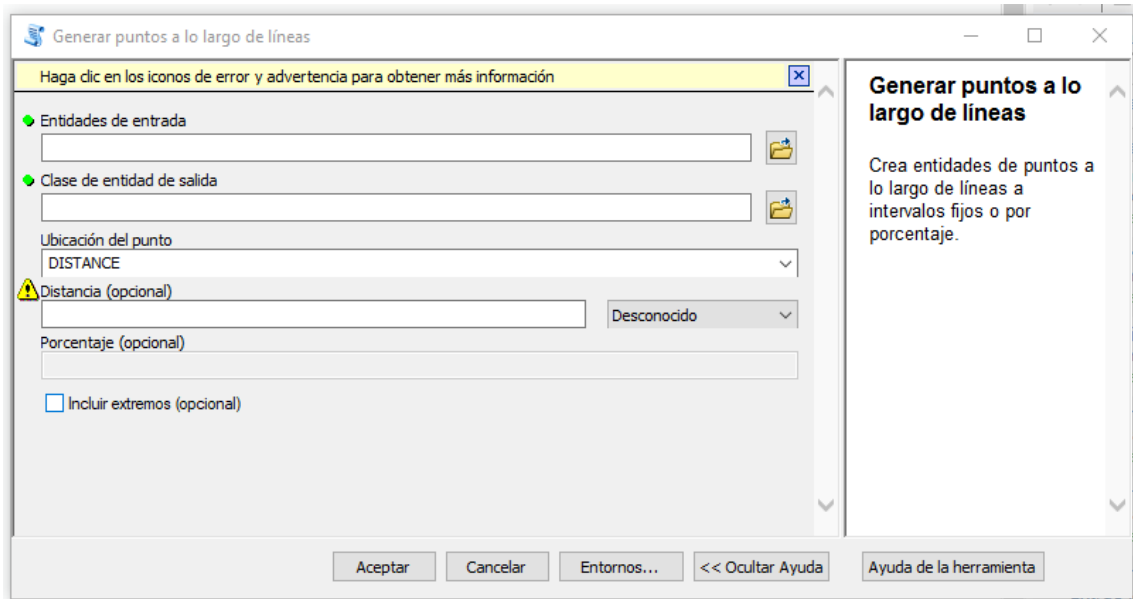 Generar puntos a lo largo de líneas
Haga clic en los iconos de error y advertencia para obtener más información
Entidades de entrada
Clase de entidad de salida
Ubicación del punto
DISTANCE
Distancia (opcional)
Desconocido
Porcentaje (opcional)
Incluir extremos (opcional)
Generar puntos a lo
largo de líneas
Crea entidades de puntos a
lo largo de líneas a
intervalos fijos o por
porcentaje.
Aceptar
Cancelar
Entornos...
<< Ocultar Ayuda
Ayuda de la herramienta